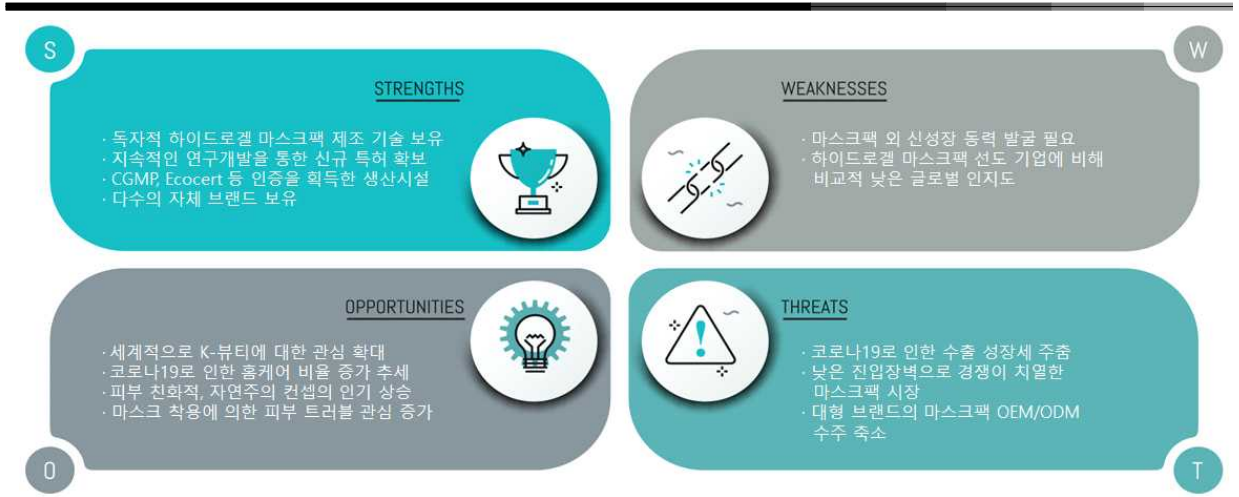 S
STRENGTHS
· 독자적 하이드로겔 마스크팩 제조 기술 보유
· 지속적인 연구개발을 통한 신규 특허 확보
· CGMP, Ecocert 등 인증을 획득한 생산시설
· 다수의 자체 브랜드 보유
W
WEAKNESSES
· 마스크팩 외 신성장 동력 발굴 필요
· 하이드로겔 마스크팩 선도 기업에 비해
비교적 낮은 글로벌 인지도
OPPORTUNITIES
· 세계적으로 K-뷰티에 대한 관심 확대
· 코로나19로 인한 홈케어 비율 증가 추세
· 피부 친화적, 자연주의 컨셉의 인기 상승
· 마스크 착용에 의한 피부 트러블 관심 증가
O
THREATS
· 코로나19로 인한 수출 성장세 주춤
· 낮은 진입장벽으로 경쟁이 치열한
마스크팩 시장
· 대형 브랜드의 마스크팩 OEM/ODM
수주 축소
T